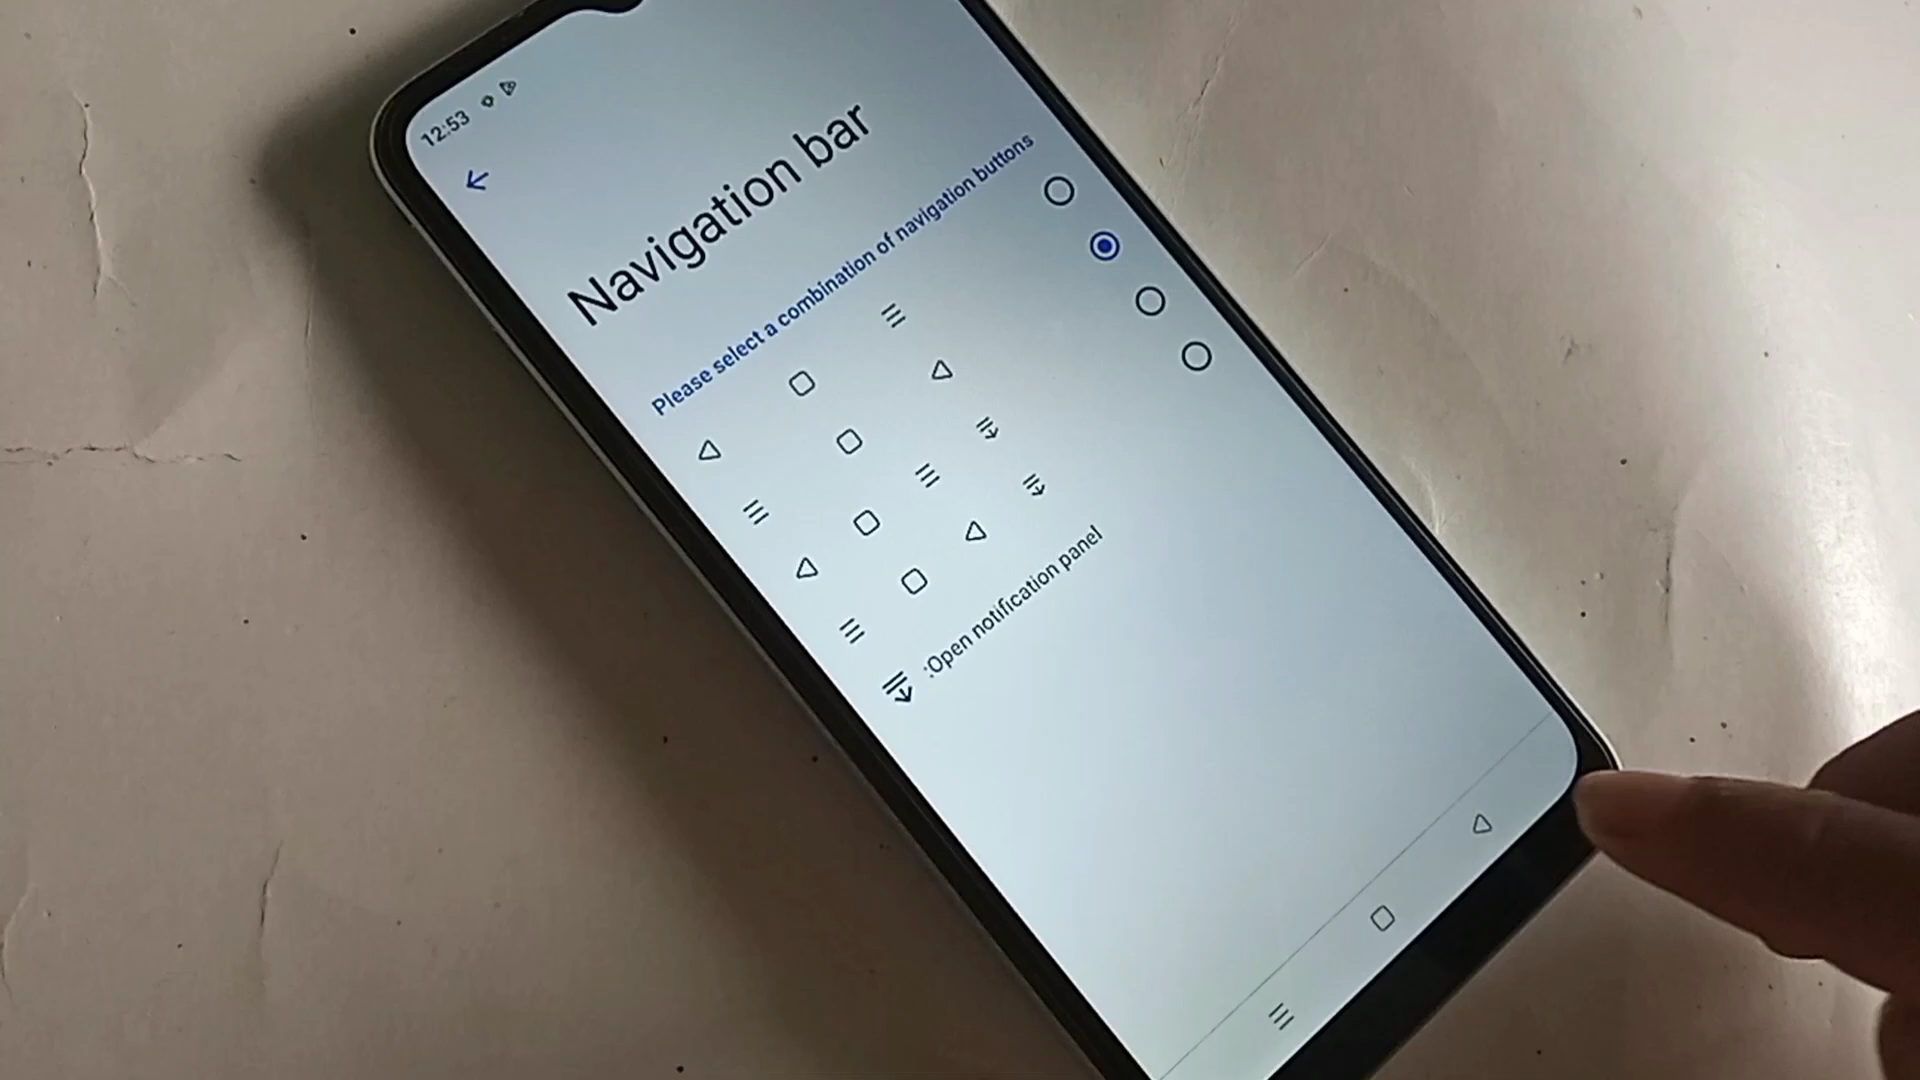 12:53
Navigation bar
Please select a combination of navigation buttons
:Open notification panel